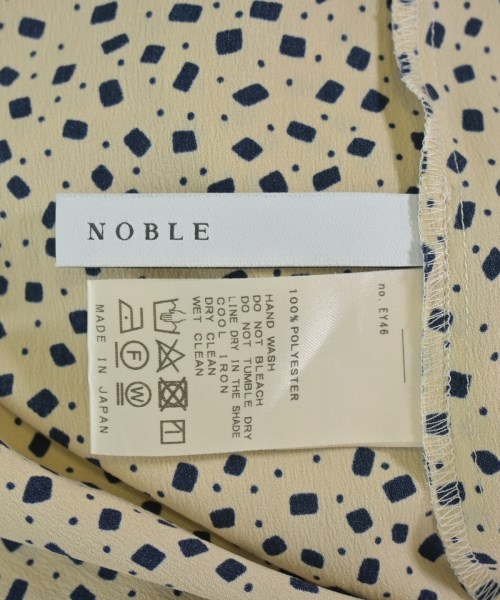 NOBLE
no. EY46
100% POLYESTER
HAND WASH
DO NOT BLEACH
DO NOT TUMBLE DRY
LINE DRY IN THE SHADE
COOL IRON
DRY CLEAN
WET CLEAN
F W
MADE IN JAPAN